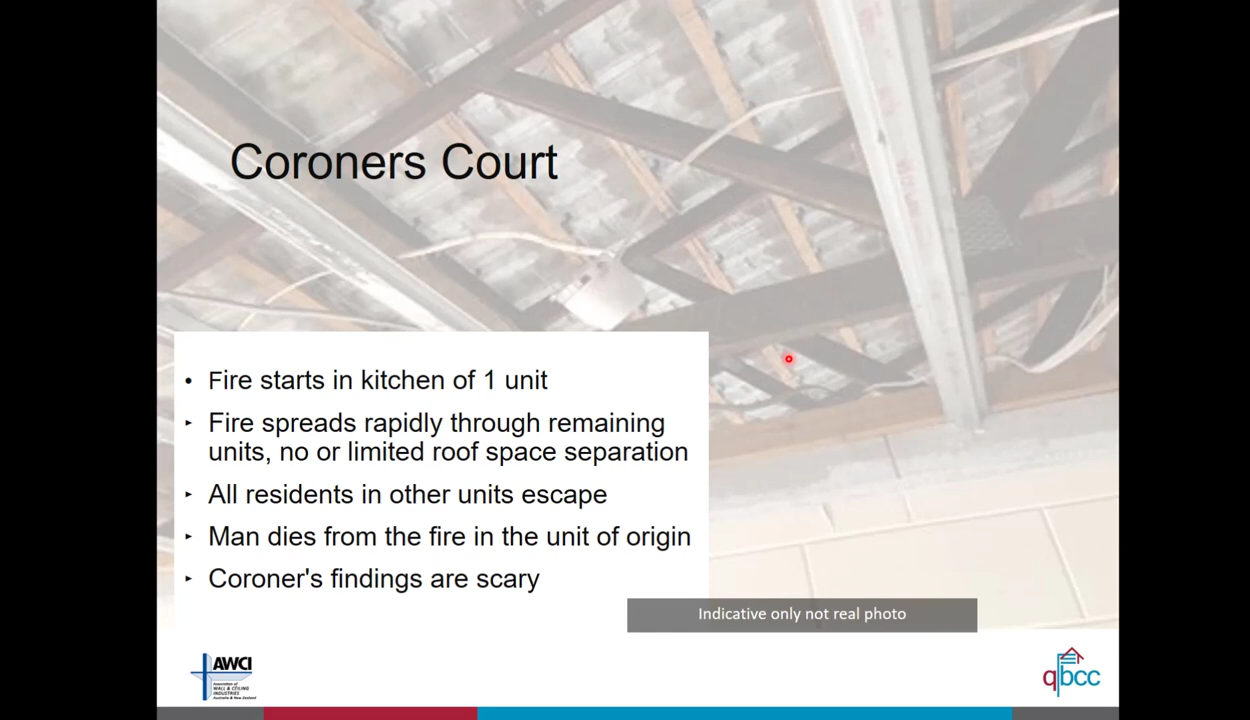 Coroners Court
• Fire starts in kitchen of 1 unit
‣ Fire spreads rapidly through remaining
units, no or limited roof space separation
‣ All residents in other units escape
‣ Man dies from the fire in the unit of origin
‣ Coroner's findings are scary
Indicative only not real photo
AWCI
Association of
WALL & CEILING
INDUSTRIES
Australia & New Zealand
qbcc